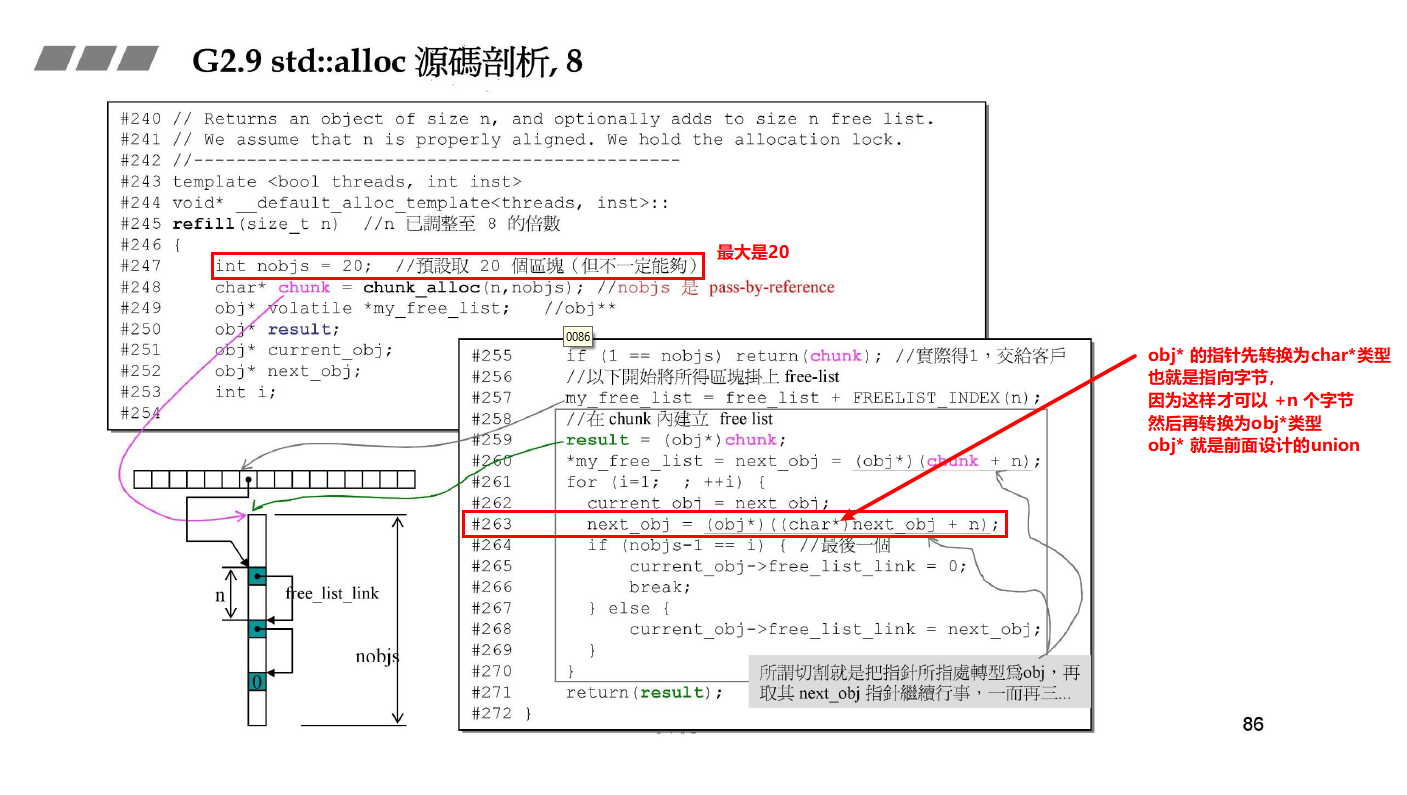 G2.9 std::alloc 源碼剖析, 8
#240 // Returns an object of size n, and optionally adds to size n free list.
#241 // We assume that n is properly aligned. We hold the allocation lock.
#242 //----------------------------------------------
#243 template <bool threads, int inst>
#244 void* __default_alloc_template<threads, inst>::
#245 refill(size_t n) //n 已調整至 8 的倍數
#246 {
#247 int nobjs = 20; //預設取 20 個區塊(但不一定能夠)
最大是20
#248 char* chunk = chunk_alloc(n,nobjs); //nobjs 是 pass-by-reference
#249 obj* volatile *my_free_list; //obj**
#250 obj* result;
#251 obj* current_obj;
#252 obj* next_obj;
#253 int i;
#254
0086
#255 if (1 == nobjs) return(chunk); //實際得1，交給客戶
#256 //以下開始將所得區塊掛上 free-list
#257 my_free_list = free_list + FREELIST_INDEX(n);
#258 //在 chunk 內建立 free list
#259 result = (obj*)chunk;
#260 *my_free_list = next_obj = (obj*)(chunk + n);
#261 for (i=1; ; ++i) {
#262 current_obj = next_obj;
#263 next_obj = (obj*)((char*)next_obj + n);
#264 if (nobjs-1 == i) { //最後一個
#265 current_obj->free_list_link = 0;
#266 break;
#267 } else {
#268 current_obj->free_list_link = next_obj;
#269 }
#270 }
#271 return(result);
#272 }
所謂切割就是把指針所指處轉型為obj，再
取其 next_obj 指針繼續行事，一而再三...
obj* 的指针先转换为char*类型
也就是指向字节,
因为这样才可以 +n 个字节
然后再转换为obj*类型
obj* 就是前面设计的union
n
free_list_link
nobjs
0
86